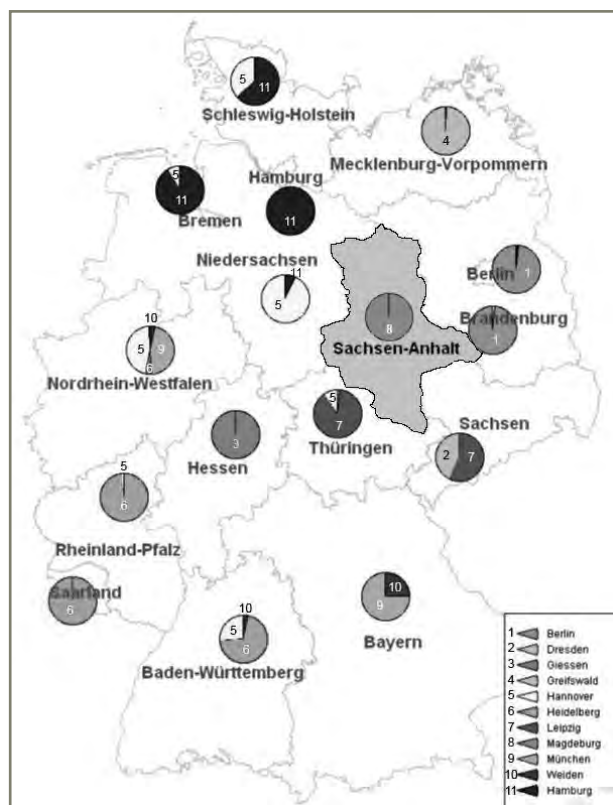 5
11
Schleswig-Holstein
4
Mecklenburg-Vorpommern
Hamburg
5
11
11
Bremen
Niedersachsen
11
5
1
Berlin
Brandenburg
1
8
Sachsen-Anhalt
10
5
9
6
Nordrhein-Westfalen
5
7
Thüringen
Sachsen
2
7
3
Hessen
5
6
Rheinland-Pfalz
Saarland
6
10
9
Bayern
10
5
6
Baden-Württemberg
1 Berlin
2 Dresden
3 Giessen
4 Greifswald
5 Hannover
6 Heidelberg
7 Leipzig
8 Magdeburg
9 München
10 Weiden
11 Hamburg